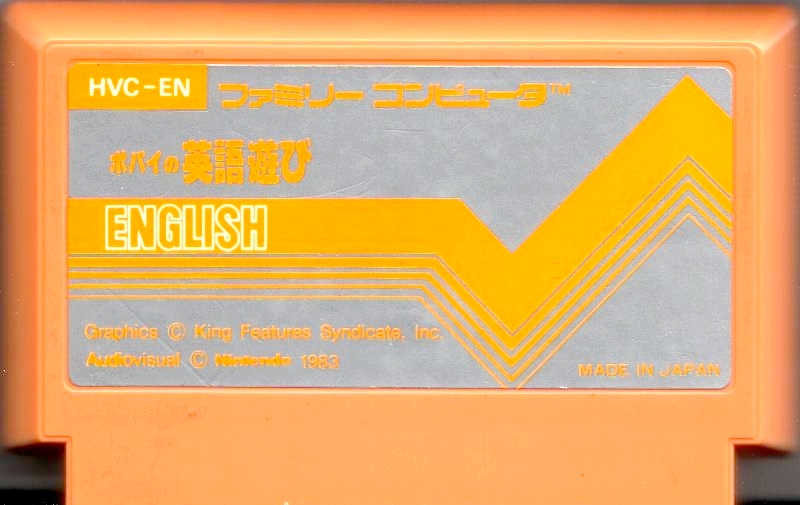 HVC-EN
ファミリー コンピュータ™
ポパイの英語遊び
ENGLISH
Graphics © King Features Syndicate, Inc.
Audiovisual © Nintendo 1983
MADE IN JAPAN